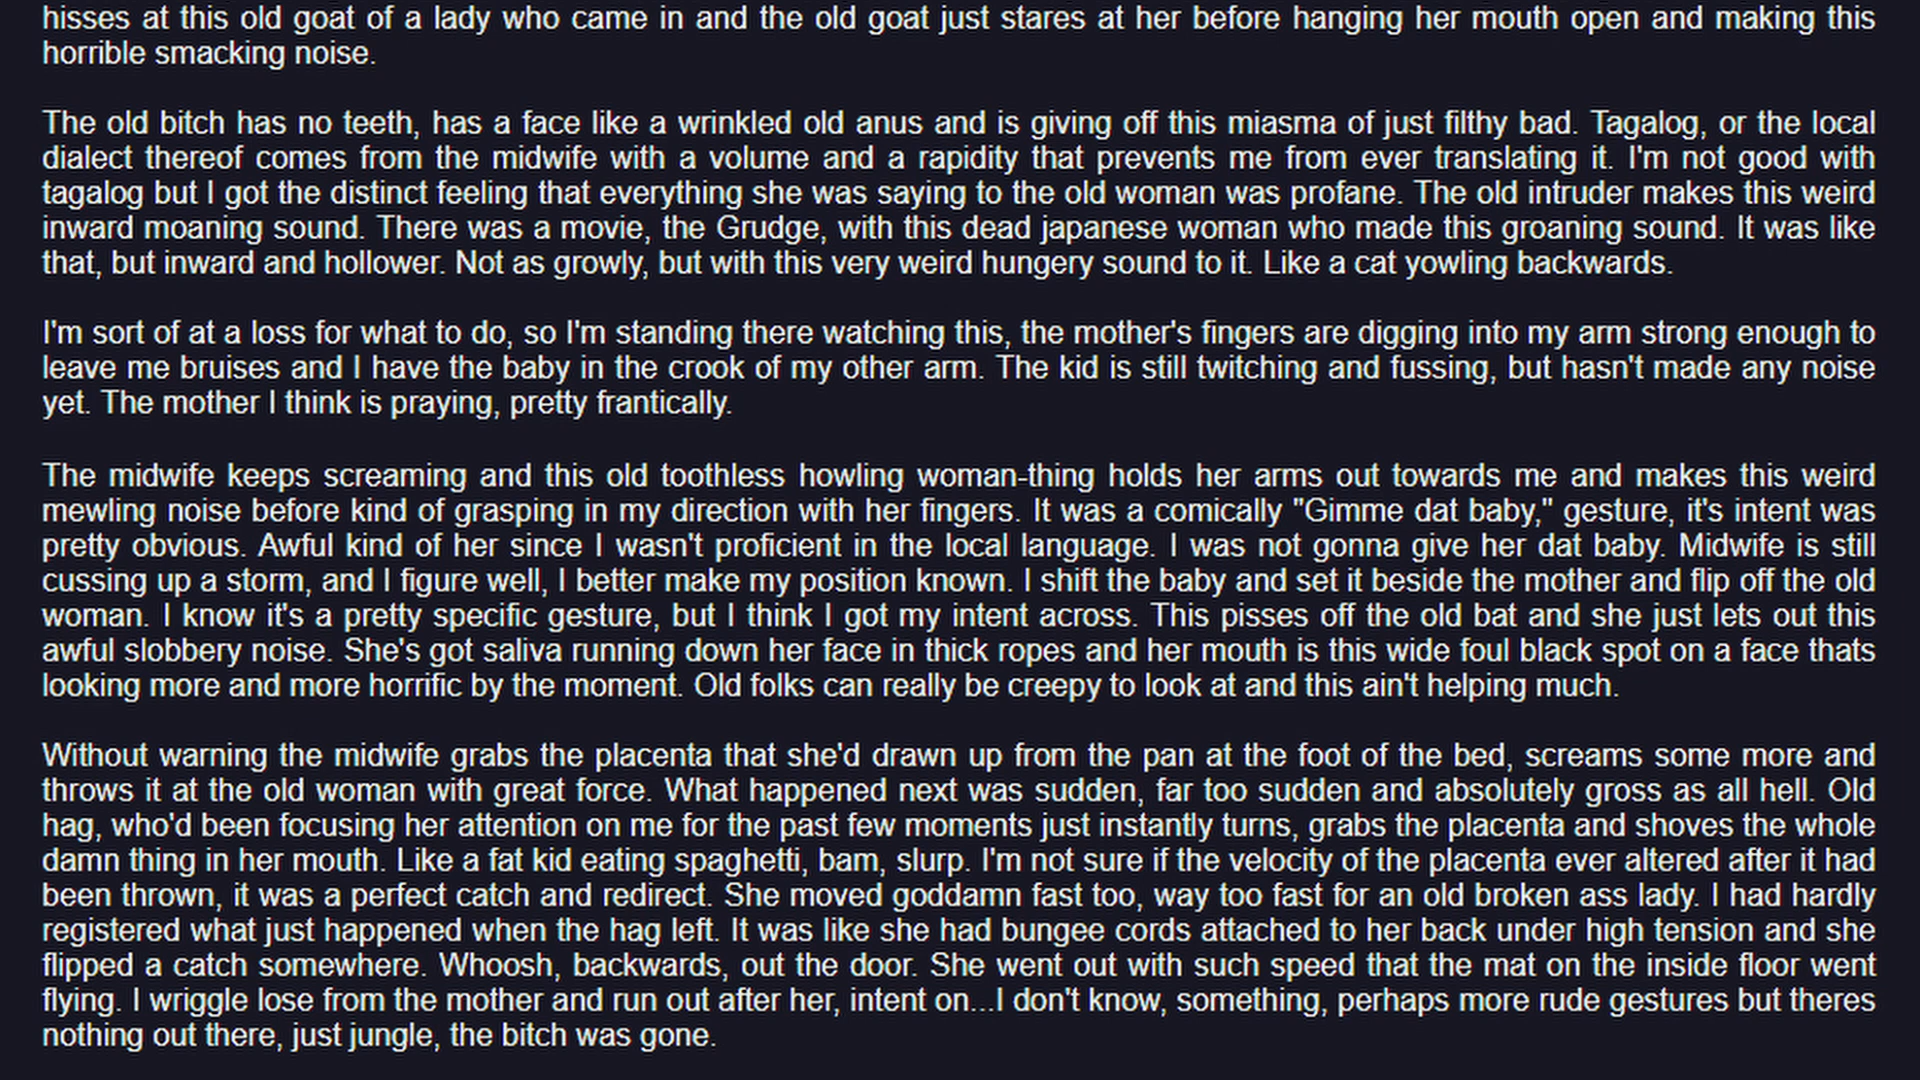 hisses at this old goat of a lady who came in and the old goat just stares at her before hanging her mouth open and making this
horrible smacking noise.
The old bitch has no teeth, has a face like a wrinkled old anus and is giving off this miasma of just filthy bad. Tagalog, or the local
dialect thereof comes from the midwife with a volume and a rapidity that prevents me from ever translating it. I'm not good with
tagalog but I got the distinct feeling that everything she was saying to the old woman was profane. The old intruder makes this weird
inward moaning sound. There was a movie, the Grudge, with this dead japanese woman who made this groaning sound. It was like
that, but inward and hollower. Not as growly, but with this very weird hungery sound to it. Like a cat yowling backwards.
I'm sort of at a loss for what to do, so I'm standing there watching this, the mother's fingers are digging into my arm strong enough to
leave me bruises and I have the baby in the crook of my other arm. The kid is still twitching and fussing, but hasn't made any noise
yet. The mother I think is praying, pretty frantically.
The midwife keeps screaming and this old toothless howling woman-thing holds her arms out towards me and makes this weird
mewling noise before kind of grasping in my direction with her fingers. It was a comically "Gimme dat baby," gesture, it's intent was
pretty obvious. Awful kind of her since I wasn't proficient in the local language. I was not gonna give her dat baby. Midwife is still
cussing up a storm, and I figure well, I better make my position known. I shift the baby and set it beside the mother and flip off the old
woman. I know it's a pretty specific gesture, but I think I got my intent across. This pisses off the old bat and she just lets out this
awful slobbery noise. She's got saliva running down her face in thick ropes and her mouth is this wide foul black spot on a face thats
looking more and more horrific by the moment. Old folks can really be creepy to look at and this ain't helping much.
Without warning the midwife grabs the placenta that she'd drawn up from the pan at the foot of the bed, screams some more and
throws it at the old woman with great force. What happened next was sudden, far too sudden and absolutely gross as all hell. Old
hag, who'd been focusing her attention on me for the past few moments just instantly turns, grabs the placenta and shoves the whole
damn thing in her mouth. Like a fat kid eating spaghetti, bam, slurp. I'm not sure if the velocity of the placenta ever altered after it had
been thrown, it was a perfect catch and redirect. She moved goddamn fast too, way too fast for an old broken ass lady. I had hardly
registered what just happened when the hag left. It was like she had bungee cords attached to her back under high tension and she
flipped a catch somewhere. Whoosh, backwards, out the door. She went out with such speed that the mat on the inside floor went
flying. I wriggle lose from the mother and run out after her, intent on...I don't know, something, perhaps more rude gestures but theres
nothing out there, just jungle, the bitch was gone.